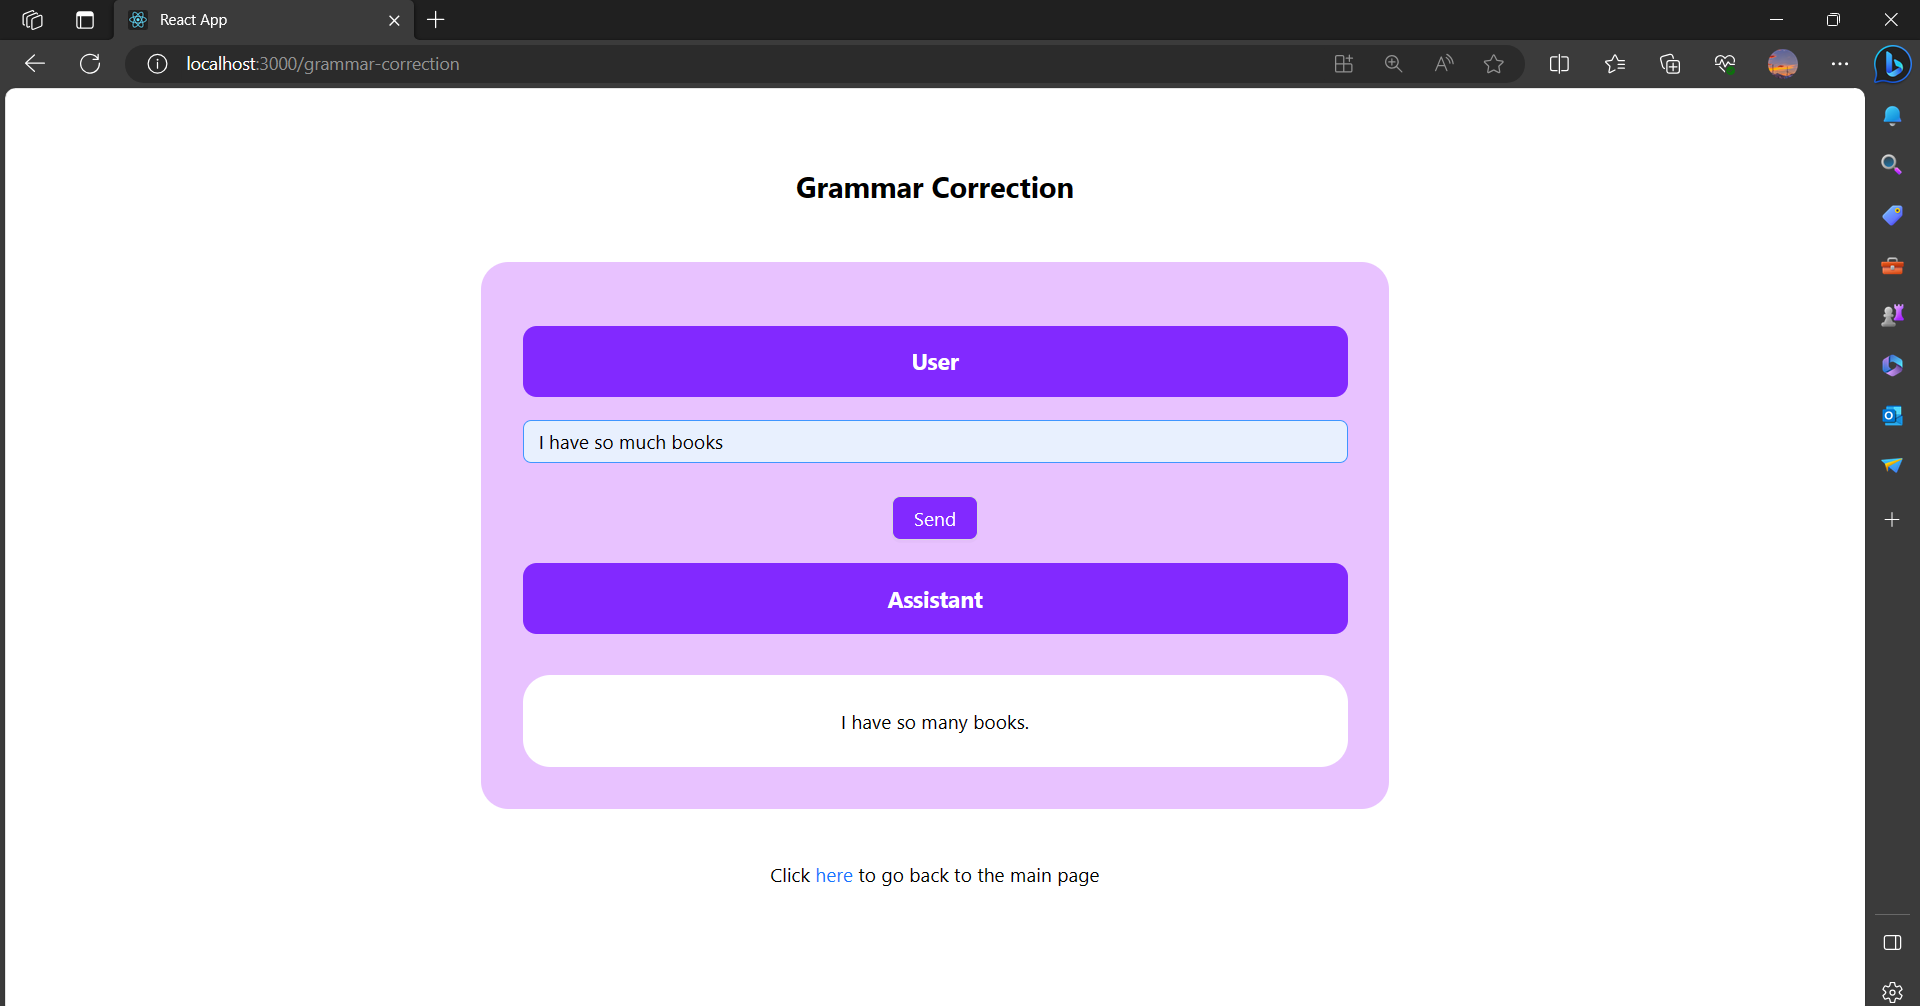 React App
localhost:3000/grammar-correction
Grammar Correction
User
I have so much books
Send
Assistant
I have so many books.
Click here to go back to the main page